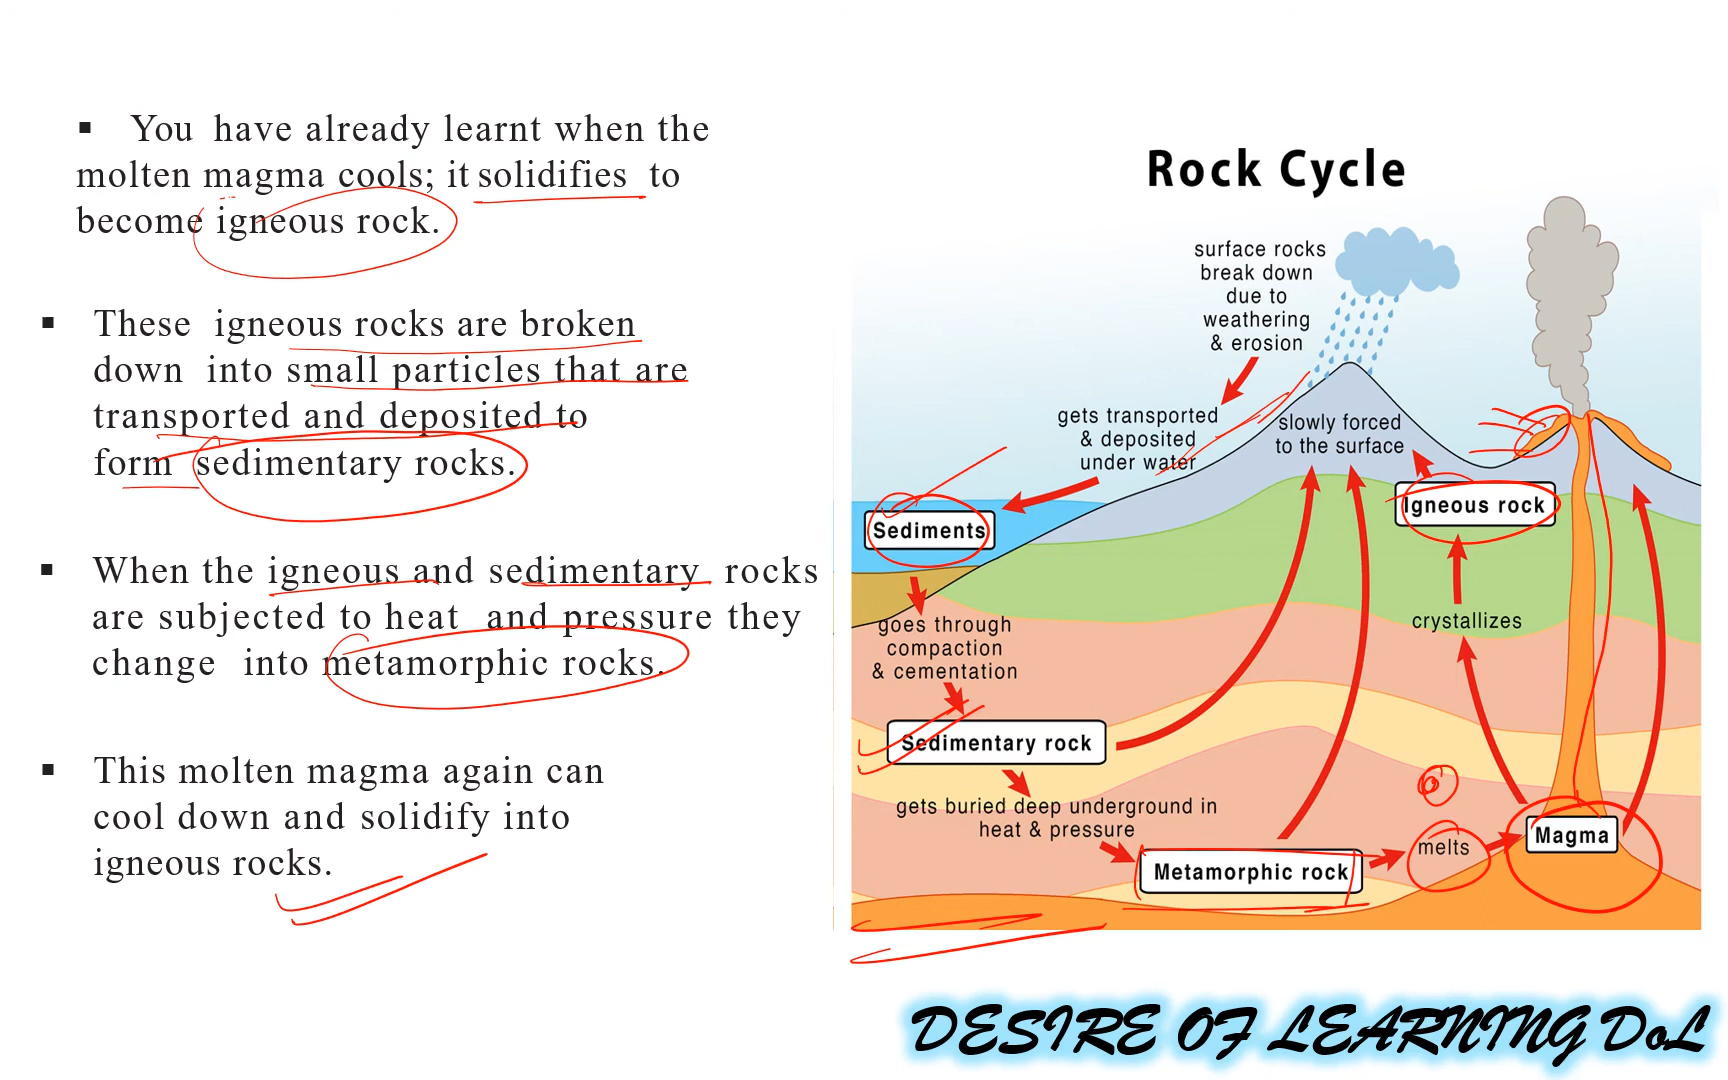 ▪ You have already learnt when the
molten magma cools; it solidifies to
become igneous rock.
▪ These igneous rocks are broken
down into small particles that are
transported and deposited to
form sedimentary rocks.
▪ When the igneous and sedimentary rocks
are subjected to heat and pressure they
change into metamorphic rocks.
▪ This molten magma again can
cool down and solidify into
igneous rocks.
Rock Cycle
surface rocks
break down
due to
weathering
& erosion
gets transported
& deposited
under water
slowly forced
to the surface
Igneous rock
Sediments
goes through
compaction
& cementation
crystallizes
Sedimentary rock
gets buried deep underground in
heat & pressure
Metamorphic rock
melts
Magma
DESIRE OF LEARNING DoL